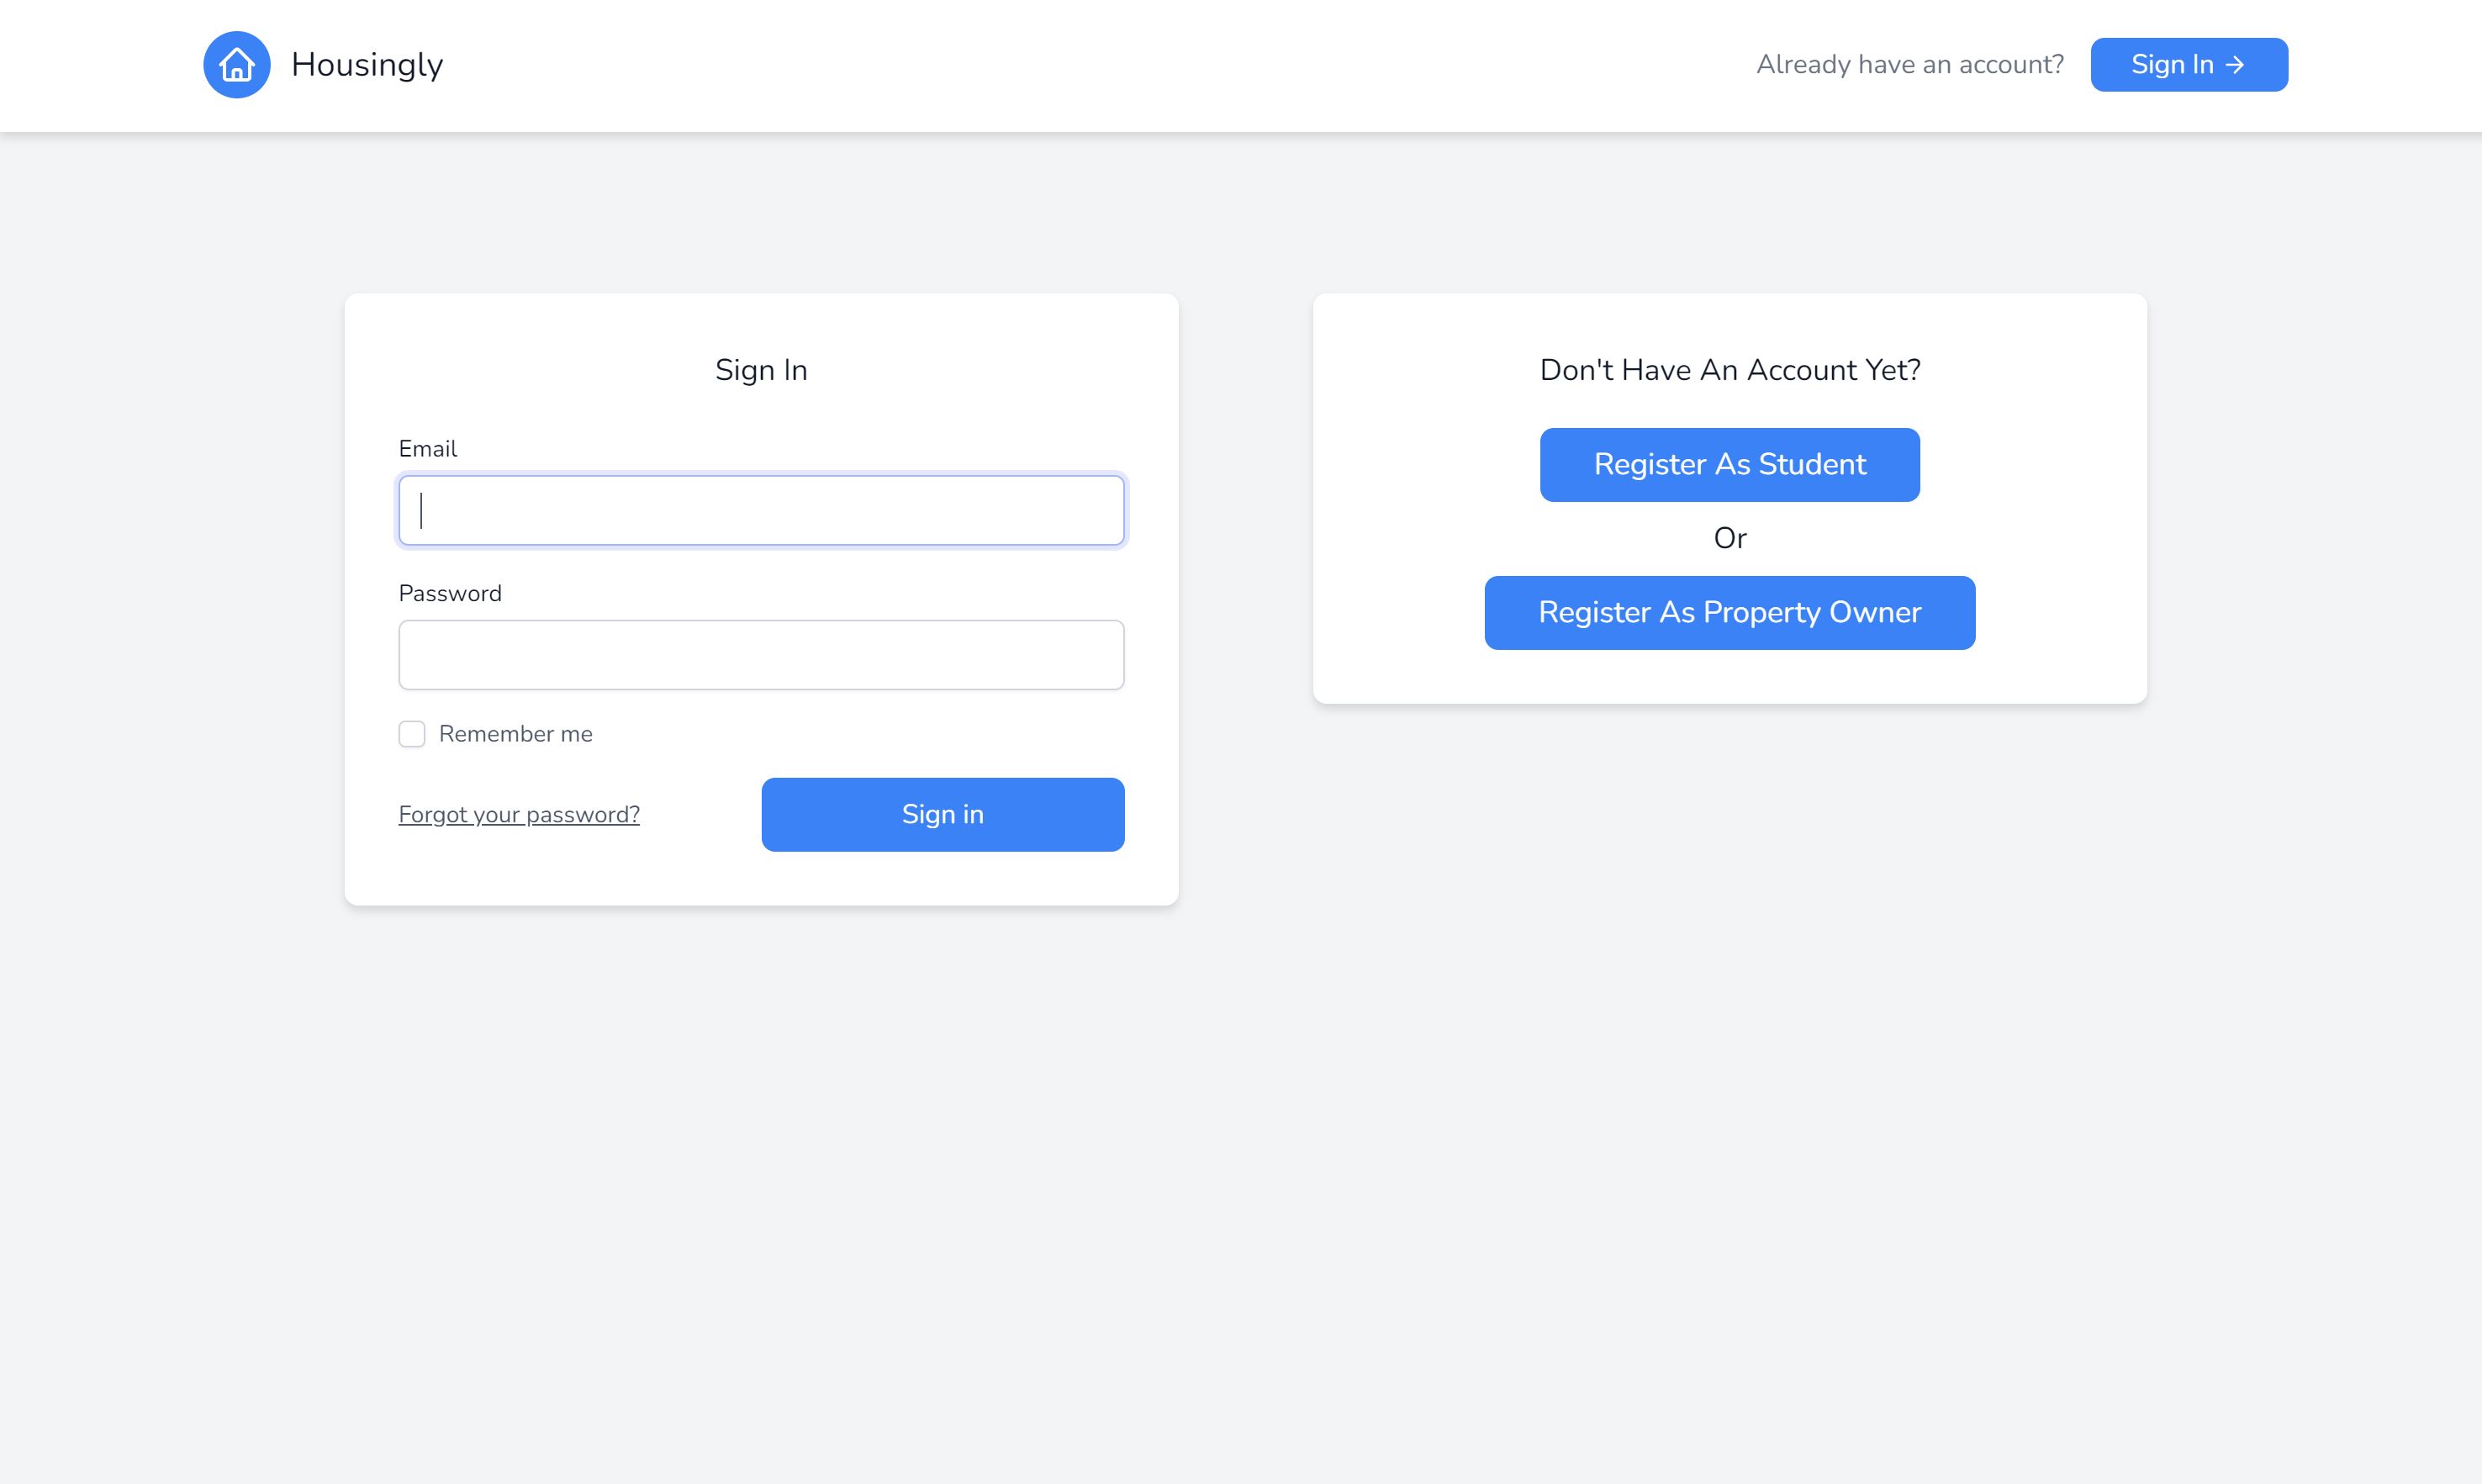 Housingly
Already have an account?
Sign In →
Sign In
Email
Password
Remember me
Forgot your password?
Sign in
Don't Have An Account Yet?
Register As Student
Or
Register As Property Owner